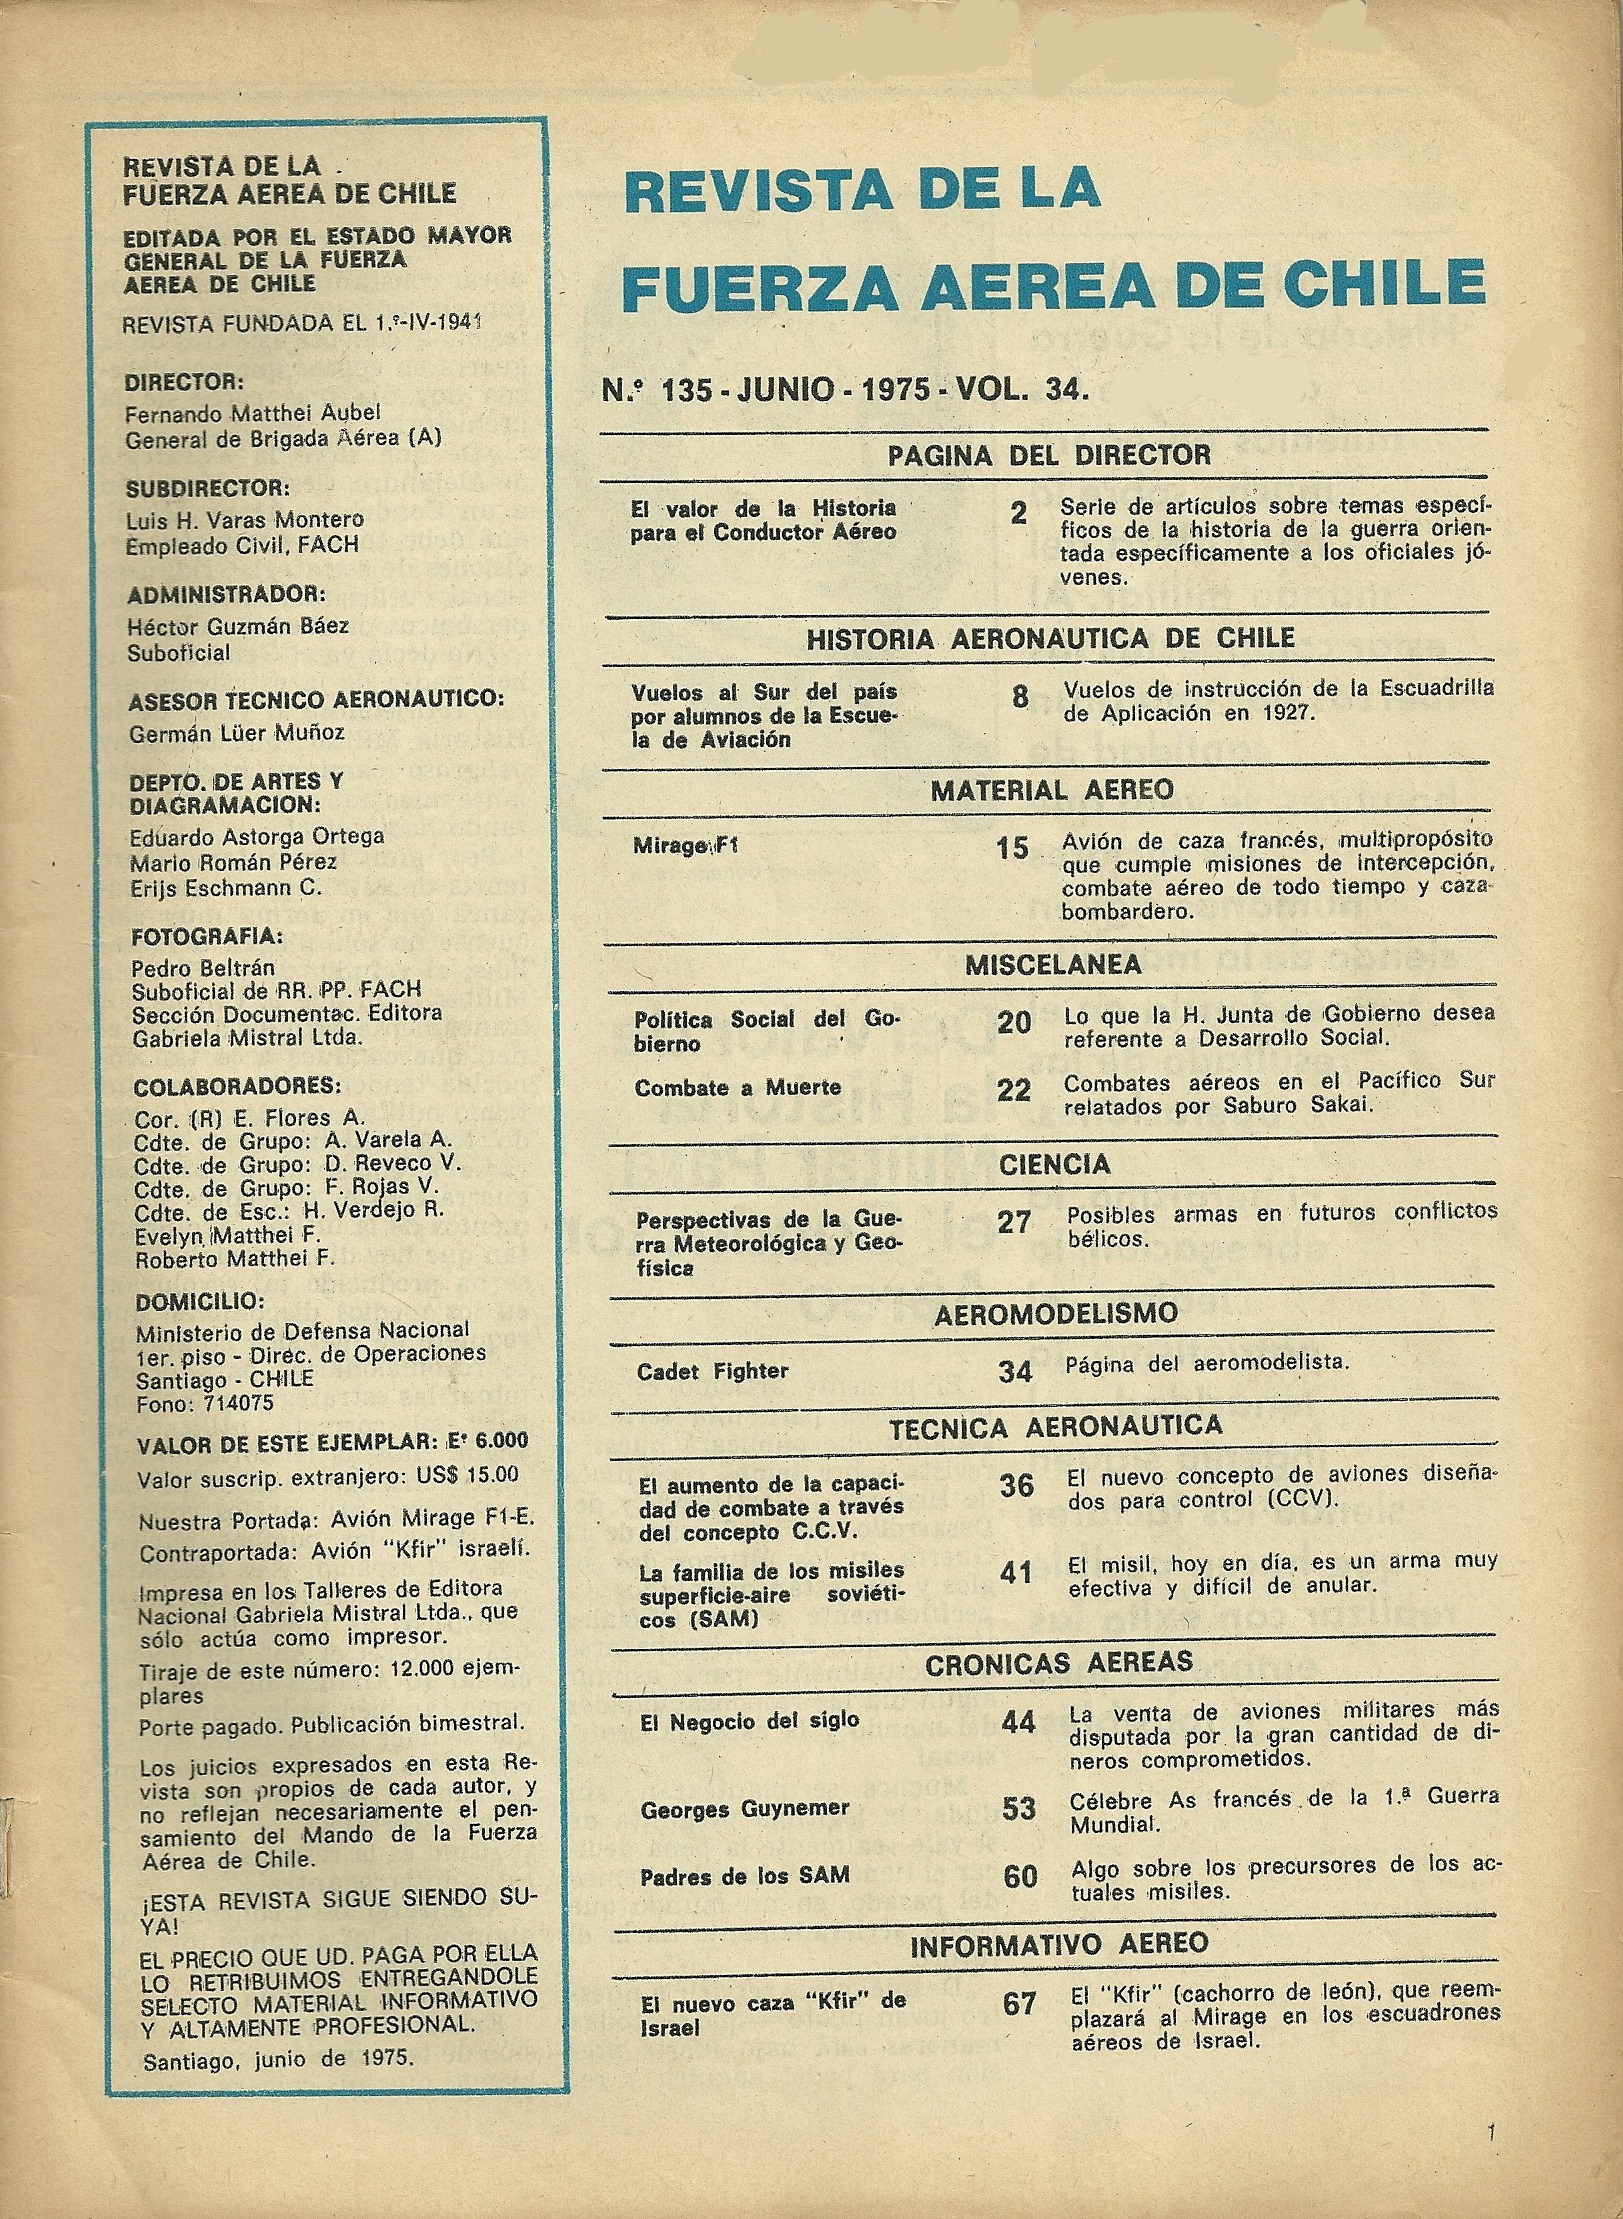 REVISTA DE LA
FUERZA AEREA DE CHILE
EDITADA POR EL ESTADO MAYOR
GENERAL DE LA FUERZA
AEREA DE CHILE
REVISTA FUNDADA EL 1.º-IV-1941
DIRECTOR:
Fernando Matthei Aubel
General de Brigada Aérea (A)
SUBDIRECTOR:
Luis H. Varas Montero
Empleado Civil, FACH
ADMINISTRADOR:
Héctor Guzmán Báez
Suboficial
ASESOR TECNICO AERONAUTICO:
Germán Lüer Muñoz
DEPTO. DE ARTES Y
DIAGRAMACION:
Eduardo Astorga Ortega
Mario Román Pérez
Erijs Eschmann C.
FOTOGRAFIA:
Pedro Beltrán
Suboficial de RR. PP. FACH
Sección Documentac. Editora
Gabriela Mistral Ltda.
COLABORADORES:
Cor. (R) E. Flores A.
Cdte. de Grupo: A. Varela A.
Cdte. de Grupo: D. Reveco V.
Cdte. de Grupo: F. Rojas V.
Cdte. de Esc.: H. Verdejo R.
Evelyn Matthei F.
Roberto Matthei F.
DOMICILIO:
Ministerio de Defensa Nacional
1er. piso - Direc. de Operaciones
Santiago - CHILE
Fono: 714075
VALOR DE ESTE EJEMPLAR: Eº 6.000
Valor suscrip. extranjero: US$ 15.00
Nuestra Portada: Avión Mirage F1-E.
Contraportada: Avión "Kfir" israelí.
Impresa en los Talleres de Editora
Nacional Gabriela Mistral Ltda., que
sólo actúa como impresor.
Tiraje de este número: 12.000 ejem-
plares
Porte pagado. Publicación bimestral.
Los juicios expresados en esta Re-
vista son propios de cada autor, y
no reflejan necesariamente el pen-
samiento del Mando de la Fuerza
Aérea de Chile.
¡ESTA REVISTA SIGUE SIENDO SU-
YA!
EL PRECIO QUE UD. PAGA POR ELLA
LO RETRIBUIMOS ENTREGANDOLE
SELECTO MATERIAL INFORMATIVO
Y ALTAMENTE PROFESIONAL.
Santiago, junio de 1975.
REVISTA DE LA
FUERZA AEREA DE CHILE
N.º 135 - JUNIO - 1975 - VOL. 34.
PAGINA DEL DIRECTOR
El valor de la Historia
para el Conductor Aéreo
2
Serie de artículos sobre temas especí-
ficos de la historia de la guerra orien-
tada específicamente a los oficiales jó-
venes.
HISTORIA AERONAUTICA DE CHILE
Vuelos al Sur del país
por alumnos de la Escue-
la de Aviación
8
Vuelos de instrucción de la Escuadrilla
de Aplicación en 1927.
MATERIAL AEREO
Mirage F1
15
Avión de caza francés, multipropósito
que cumple misiones de intercepción,
combate aéreo de todo tiempo y caza-
bombardero.
MISCELANEA
Política Social del Go-
bierno
20
Lo que la H. Junta de Gobierno desea
referente a Desarrollo Social.
Combate a Muerte
22
Combates aéreos en el Pacífico Sur
relatados por Saburo Sakai.
CIENCIA
Perspectivas de la Gue-
rra Meteorológica y Geo-
física
27
Posibles armas en futuros conflictos
bélicos.
AEROMODELISMO
Cadet Fighter
34
Página del aeromodelista.
TECNICA AERONAUTICA
El aumento de la capaci-
dad de combate a través
del concepto C.C.V.
36
El nuevo concepto de aviones diseña-
dos para control (CCV).
La familia de los misiles
superficie-aire soviéti-
cos (SAM)
41
El misil, hoy en día, es un arma muy
efectiva y difícil de anular.
CRONICAS AEREAS
El Negocio del siglo
44
La venta de aviones militares más
disputada por la gran cantidad de di-
neros comprometidos.
Georges Guynemer
53
Célebre As francés de la 1.ª Guerra
Mundial.
Padres de los SAM
60
Algo sobre los precursores de los ac-
tuales misiles.
INFORMATIVO AEREO
El nuevo caza "Kfir" de
Israel
67
El "Kfir" (cachorro de león), que reem-
plazará al Mirage en los escuadrones
aéreos de Israel.
1